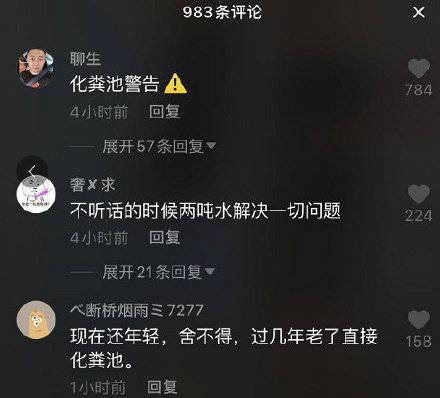 983条评论
聊生
化粪池警告⚠️
4小时前 回复
展开57条回复
784
奢✘求
不听话的时候两吨水解决一切问题
4小时前 回复
展开21条回复
224
べ断桥烟雨ミ7277
现在还年轻，舍不得，过几年老了直接
化粪池。
1小时前 回复
158